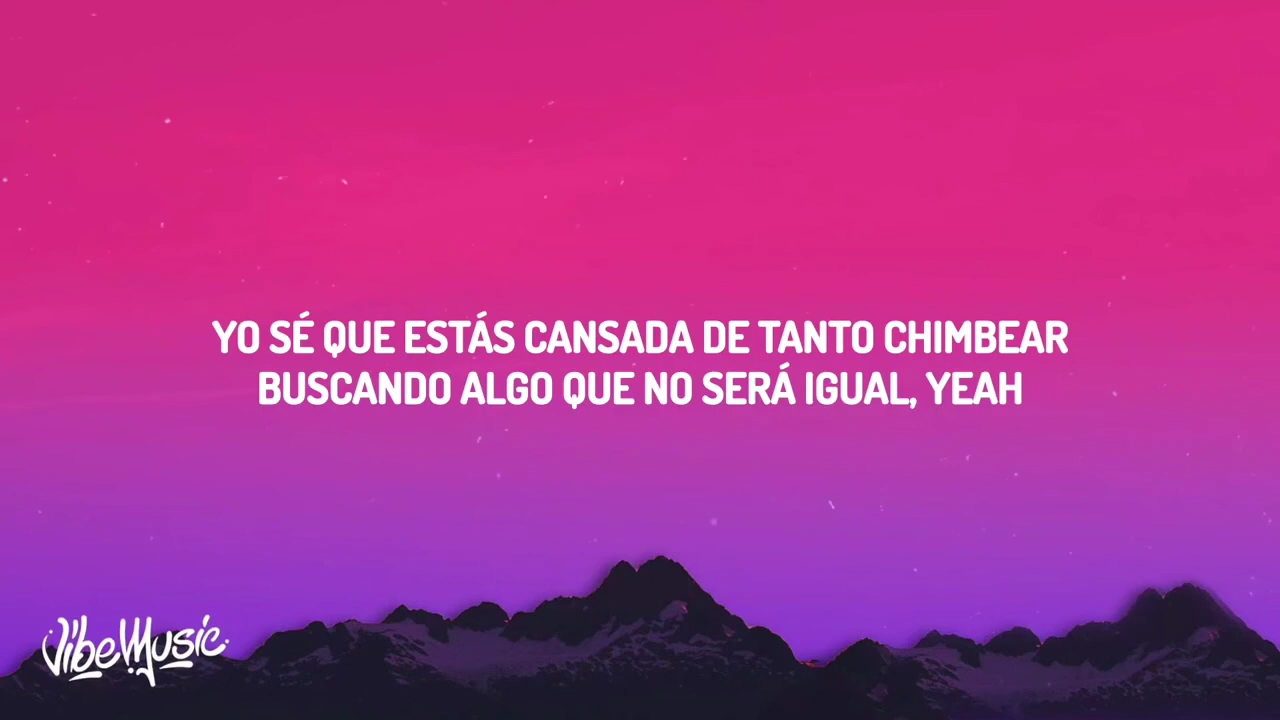 YO SÉ QUE ESTÁS CANSADA DE TANTO CHIMBEAR
BUSCANDO ALGO QUE NO SERÁ IGUAL, YEAH
VibeMusic